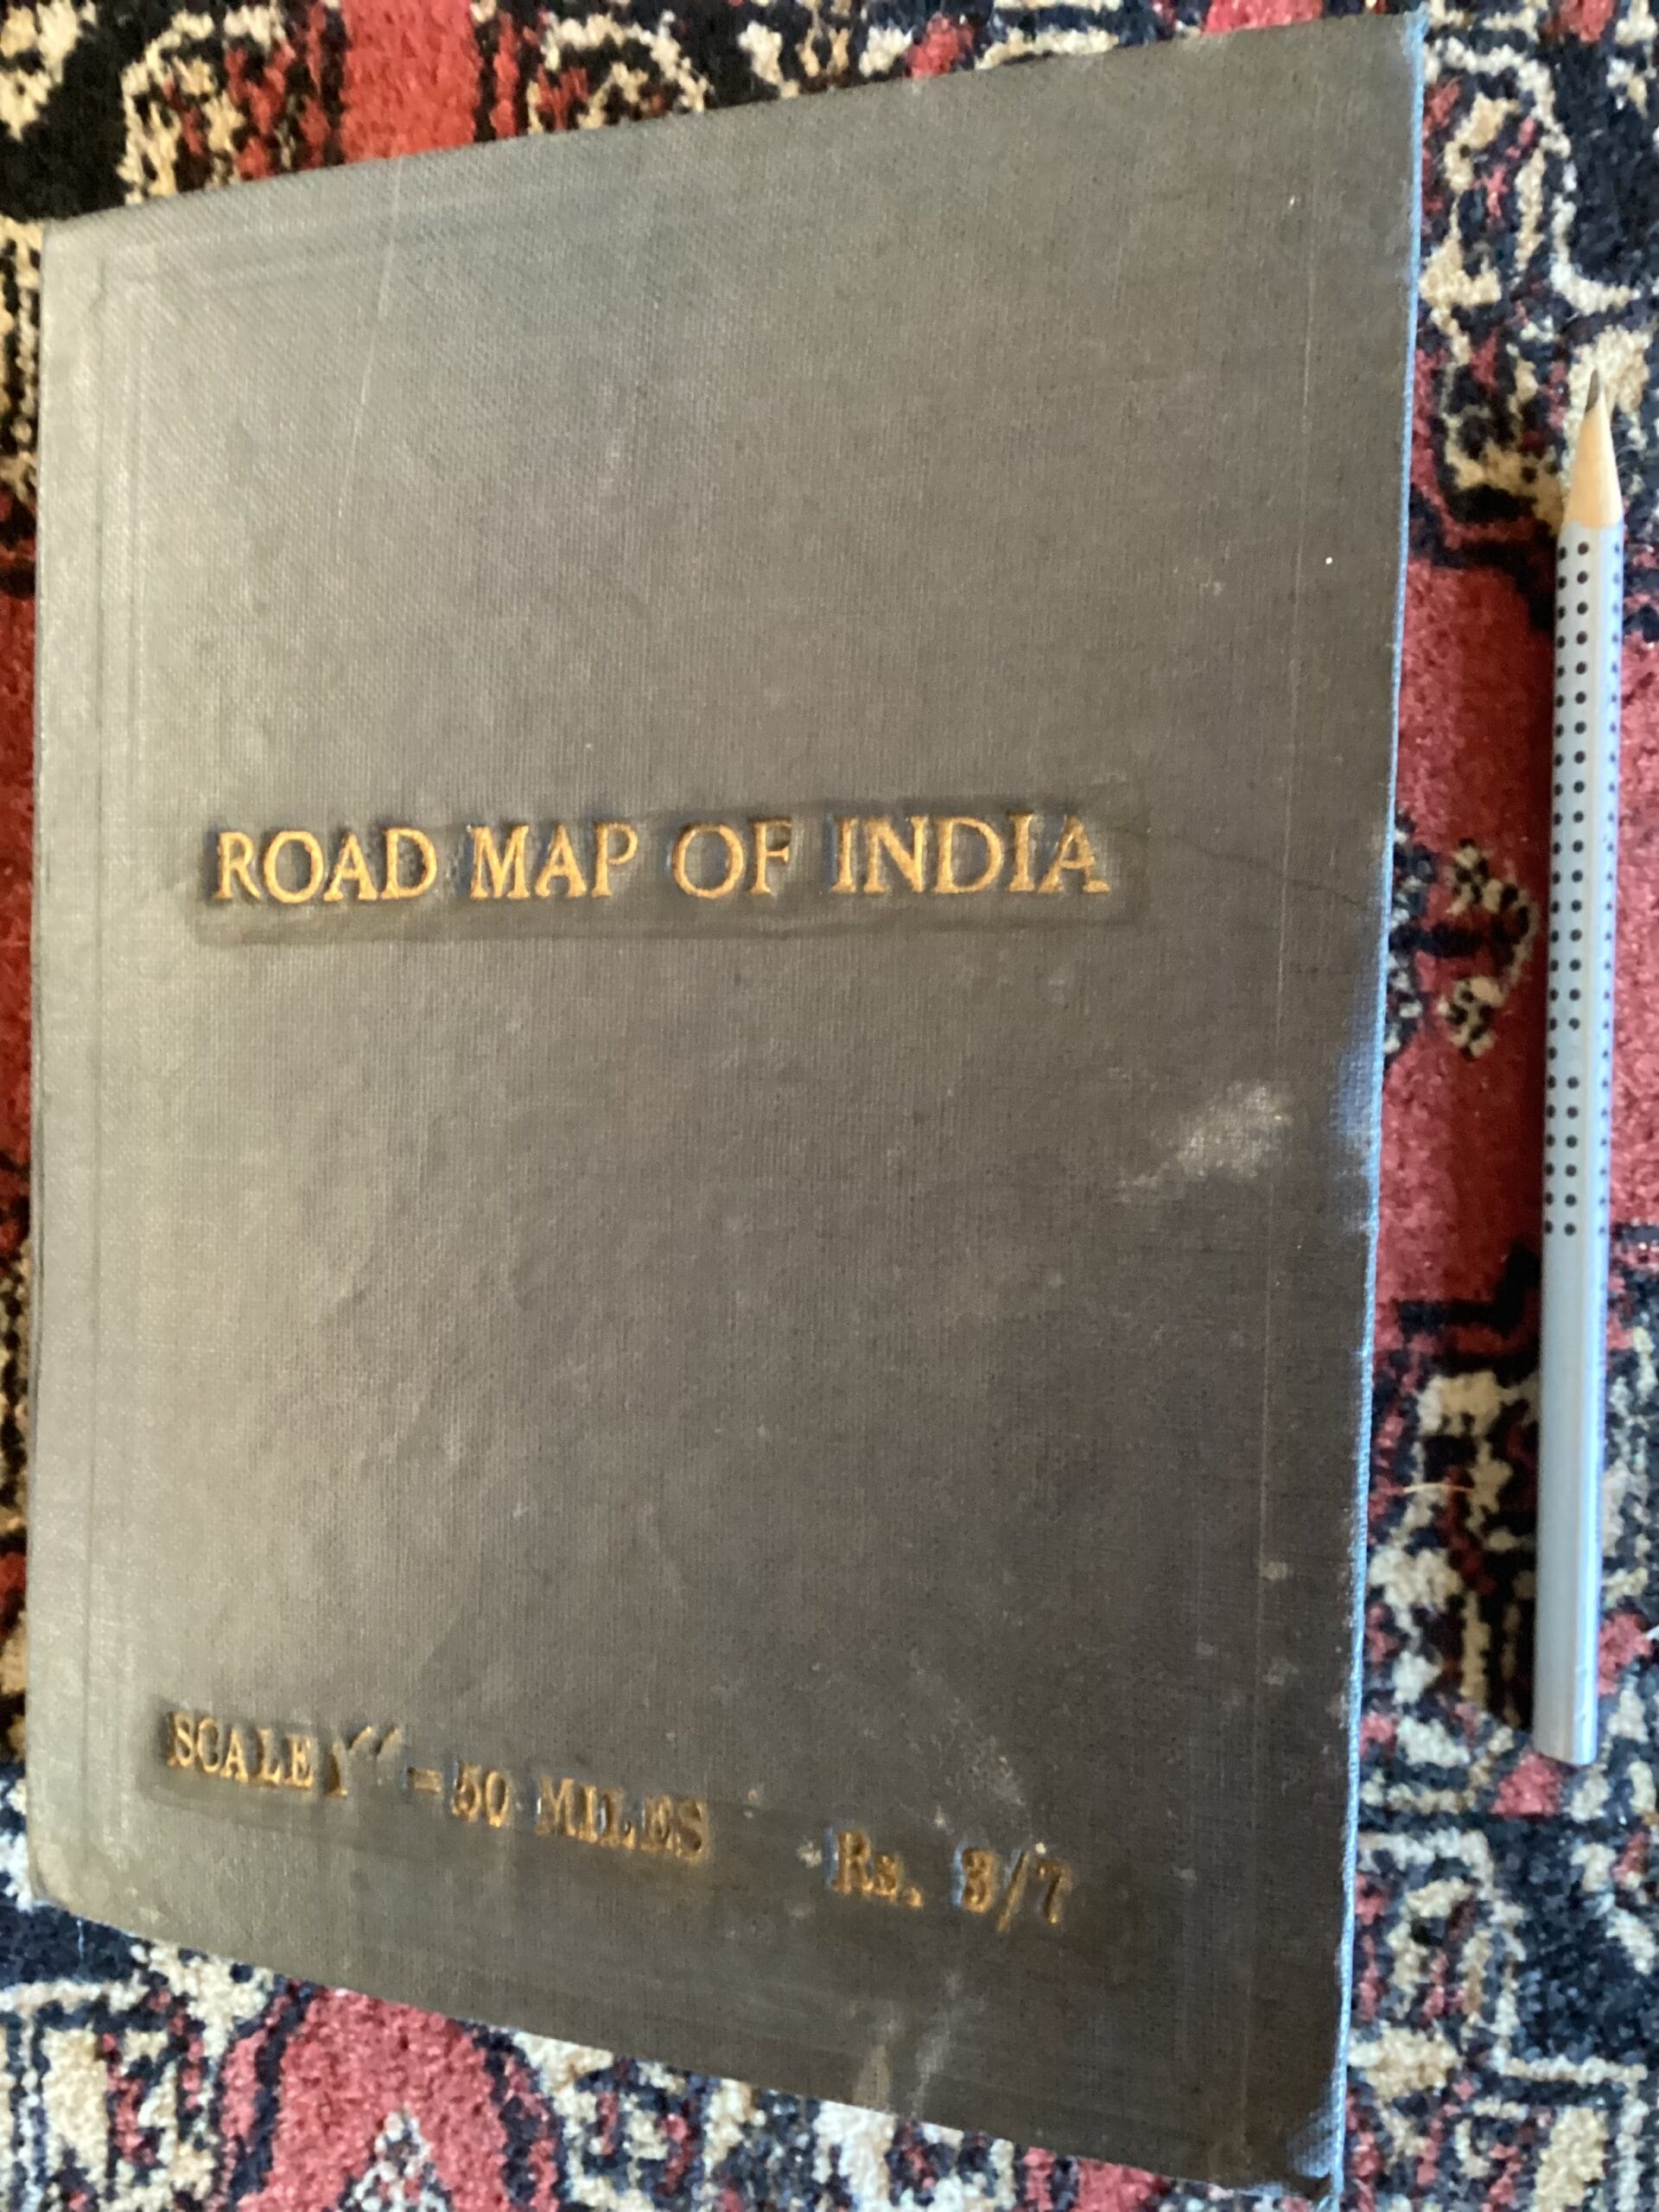 ROAD MAP OF INDIA
SCALE 1" = 50 MILES Rs. 3/7